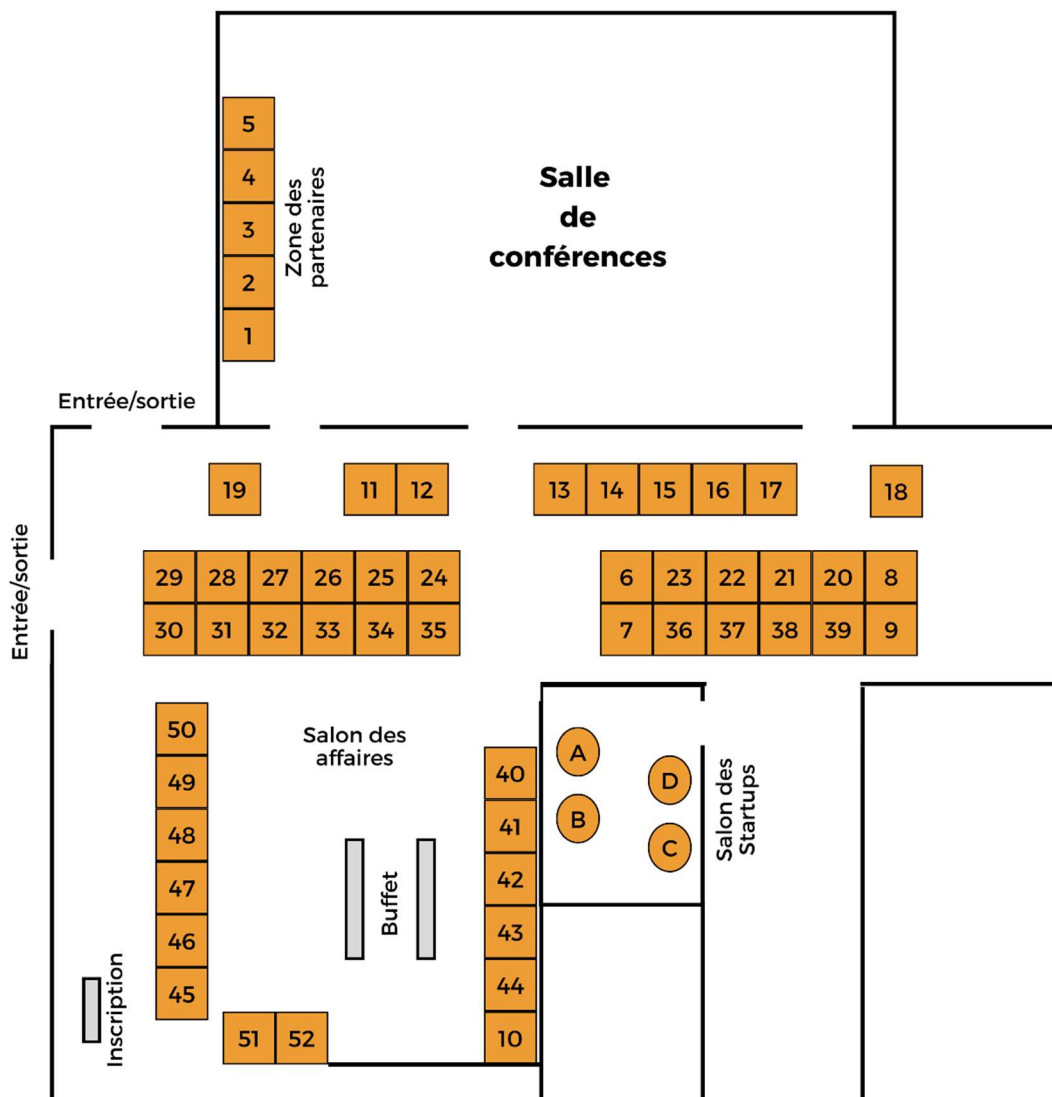 5
4
3
2
1
Zone des
partenaires
Salle
de
conférences
Entrée/sortie
Entrée/sortie
19
11 12
13 14 15 16 17
18
29 28 27 26 25 24
30 31 32 33 34 35
6 23 22 21 20 8
7 36 37 38 39 9
50
49
48
47
46
45
51 52
Inscription
Salon des
affaires
Buffet
40
41
42
43
44
10
A
B
D
C
Salon des
Startups